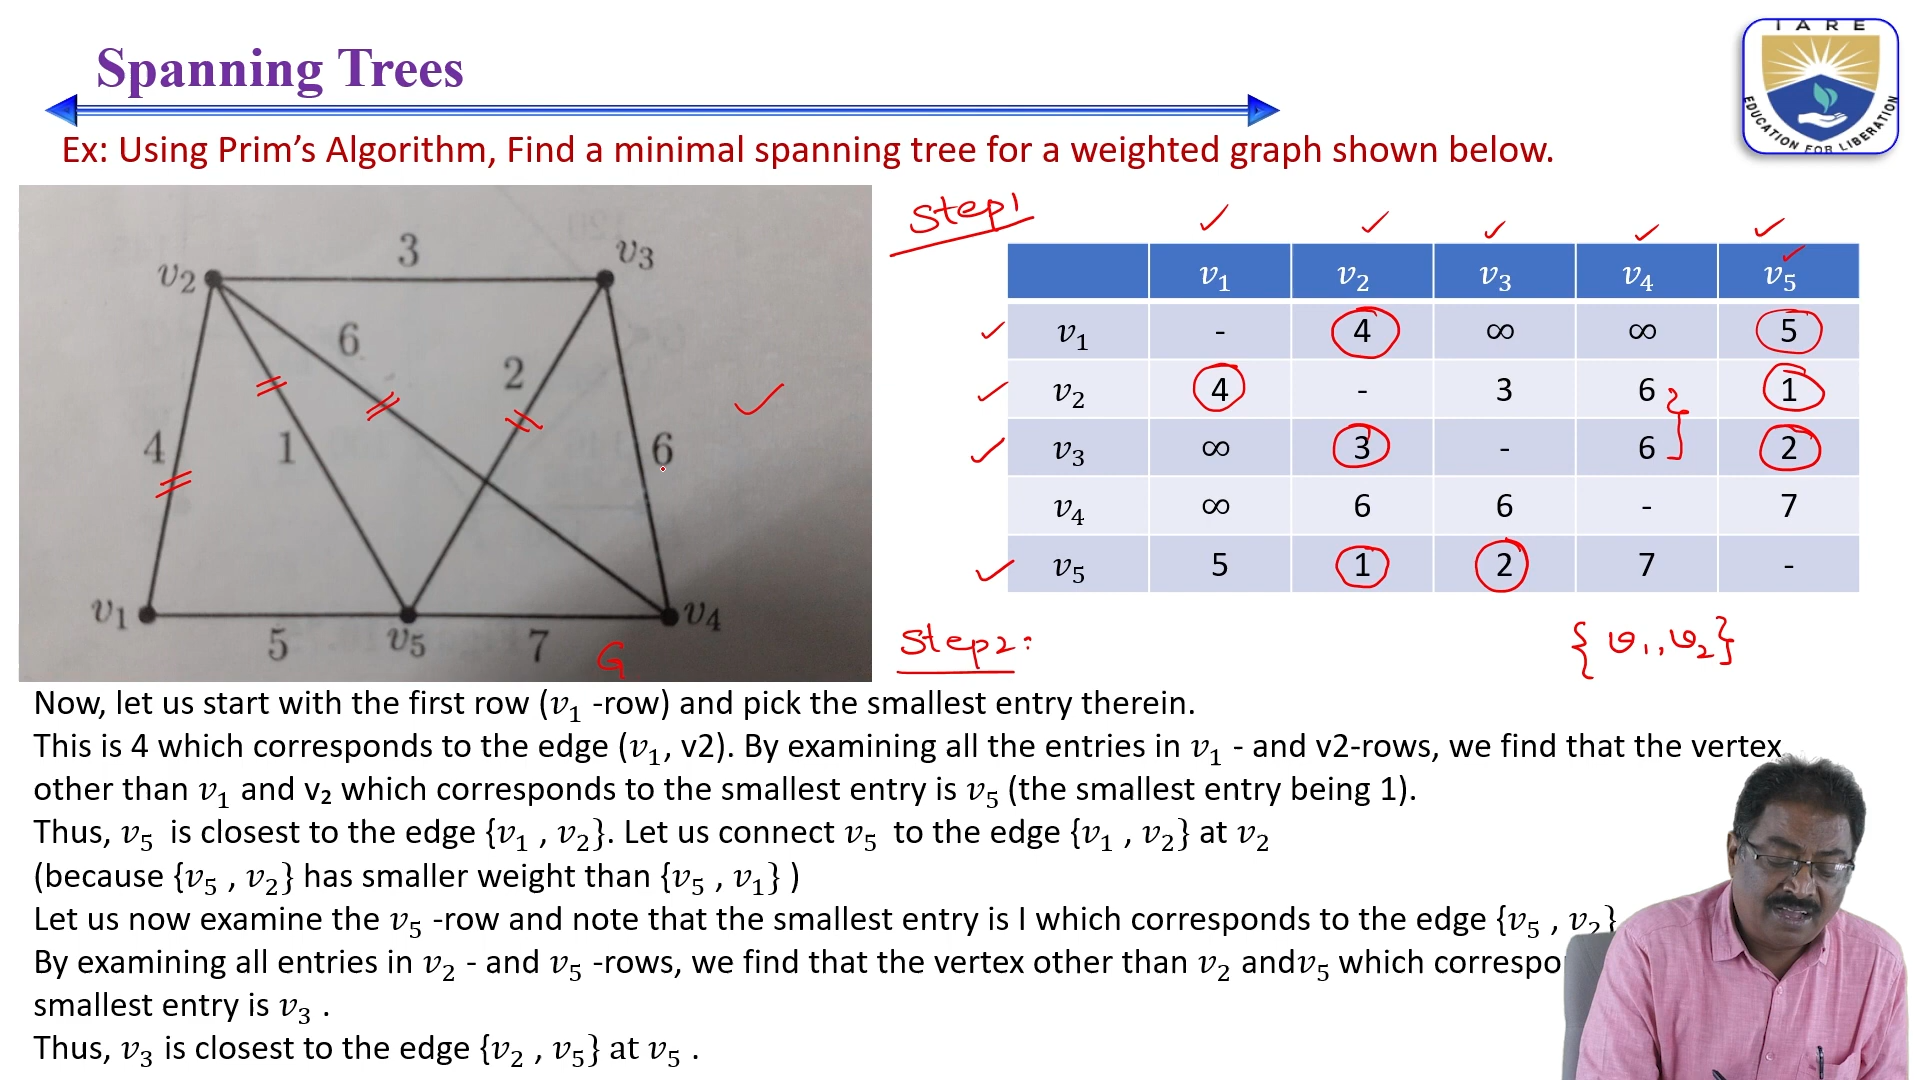 Spanning Trees
IARE
EDUCATION FOR LIBERATION
Ex: Using Prim’s Algorithm, Find a minimal spanning tree for a weighted graph shown below.
v2 3 v3
6
2
4 1 6
v1 v5 v4
5 7 G
Step1
v₁ v₂ v₃ v₄ v₅
v₁ - 4 ∞ ∞ 5
v₂ 4 - 3 6 1
v₃ ∞ 3 - 6 2
v₄ ∞ 6 6 - 7
v₅ 5 1 2 7 -
Step2: {v₁, v₂}
Now, let us start with the first row (v₁ -row) and pick the smallest entry therein.
This is 4 which corresponds to the edge (v₁, v2). By examining all the entries in v₁ - and v2-rows, we find that the vertex
other than v₁ and v₂ which corresponds to the smallest entry is v₅ (the smallest entry being 1).
Thus, v₅ is closest to the edge {v₁ , v₂}. Let us connect v₅ to the edge {v₁ , v₂} at v₂
(because {v₅ , v₂} has smaller weight than {v₅ , v₁} )
Let us now examine the v₅ -row and note that the smallest entry is I which corresponds to the edge {v₅ , v₂}
By examining all entries in v₂ - and v₅ -rows, we find that the vertex other than v₂ andv₅ which correspo
smallest entry is v₃ .
Thus, v₃ is closest to the edge {v₂ , v₅} at v₅ .